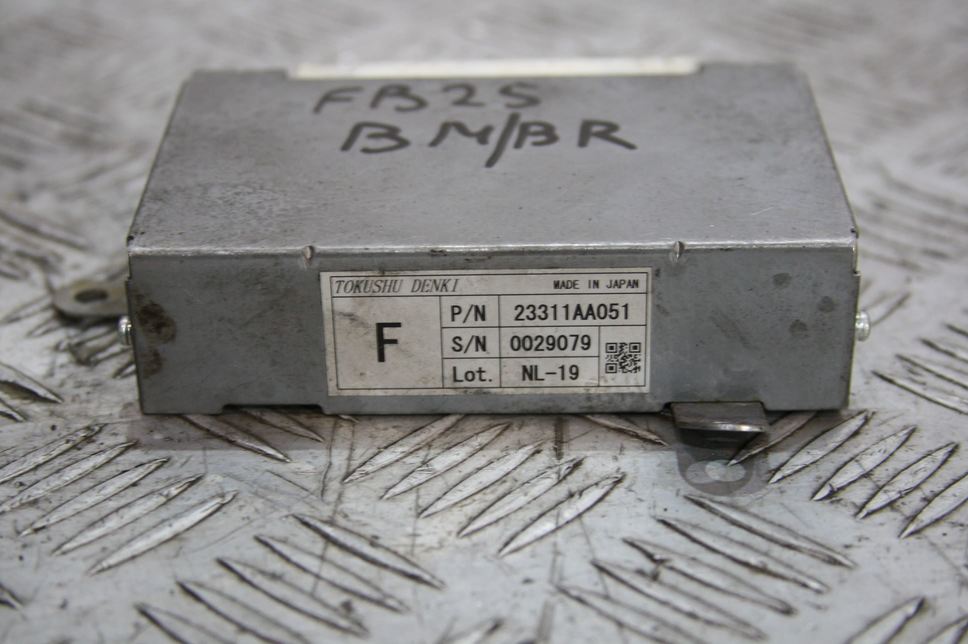 FB25
BM/BR
TOKUSHU DENKI MADE IN JAPAN
F
P/N 23311AA051
S/N 0029079
Lot. NL-19